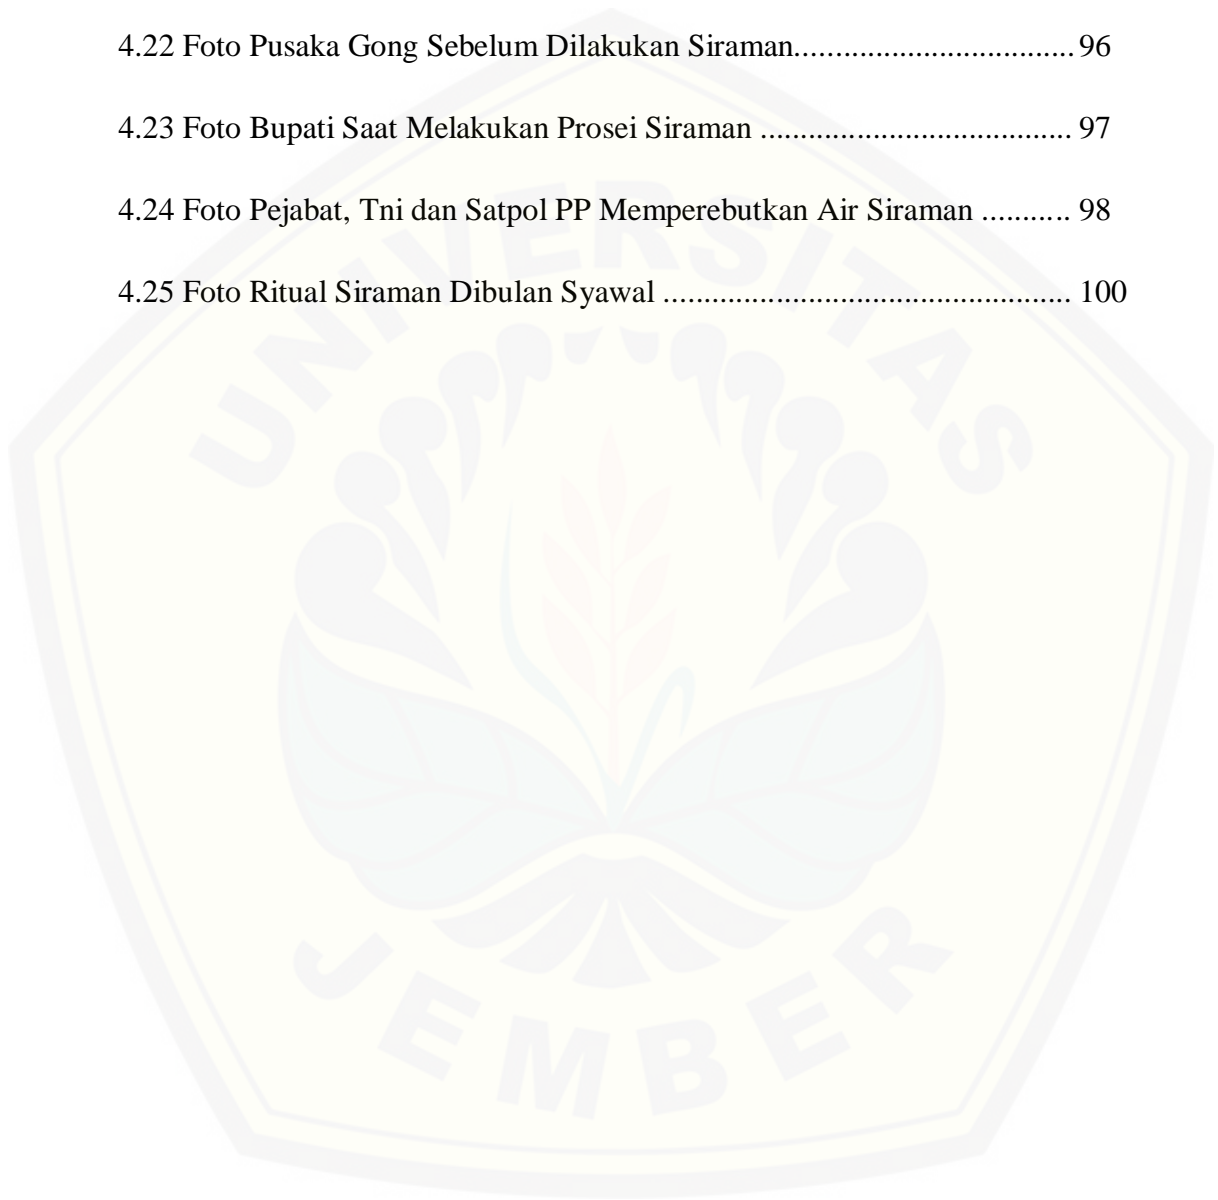 4.22 Foto Pusaka Gong Sebelum Dilakukan Siraman.................................. 96
4.23 Foto Bupati Saat Melakukan Prosei Siraman ...................................... 97
4.24 Foto Pejabat, Tni dan Satpol PP Memperebutkan Air Siraman ........... 98
4.25 Foto Ritual Siraman Dibulan Syawal .................................................. 100
UNIVERSITAS
JEMBER